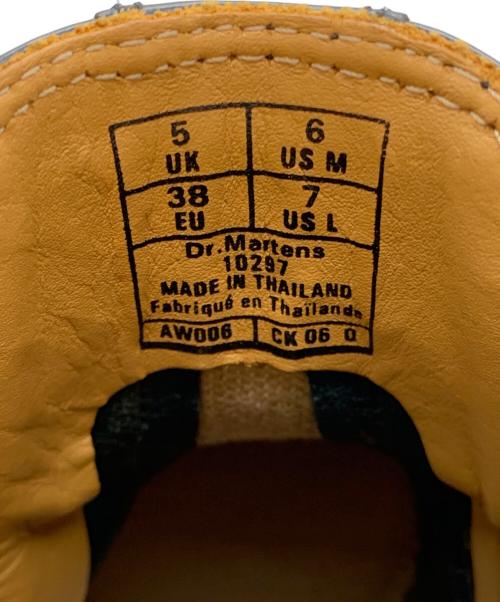 5 6
UK US M
38 7
EU US L
Dr. Martens
10297
MADE IN THAILAND
Fabriqué en Thaïlande
AW006 CK 06 Q